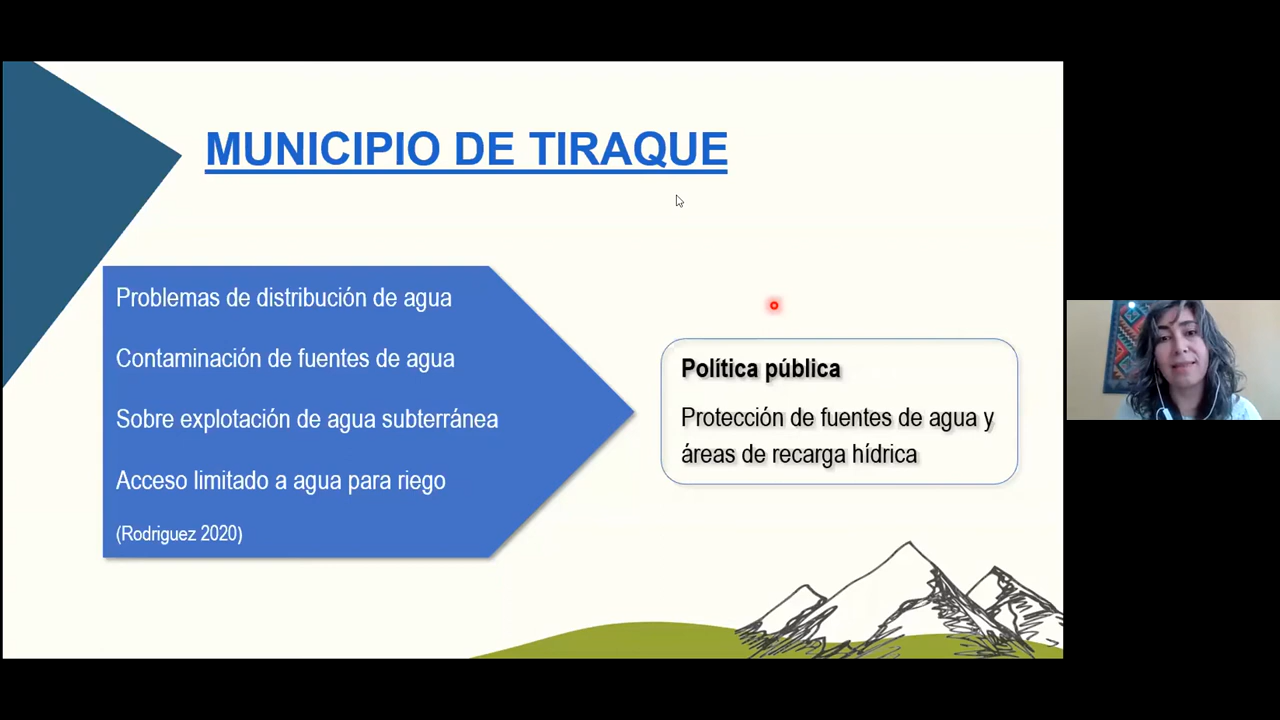 MUNICIPIO DE TIRAQUE
Problemas de distribución de agua
Contaminación de fuentes de agua
Sobre explotación de agua subterránea
Acceso limitado a agua para riego
(Rodriguez 2020)
Política pública
Protección de fuentes de agua y
áreas de recarga hídrica